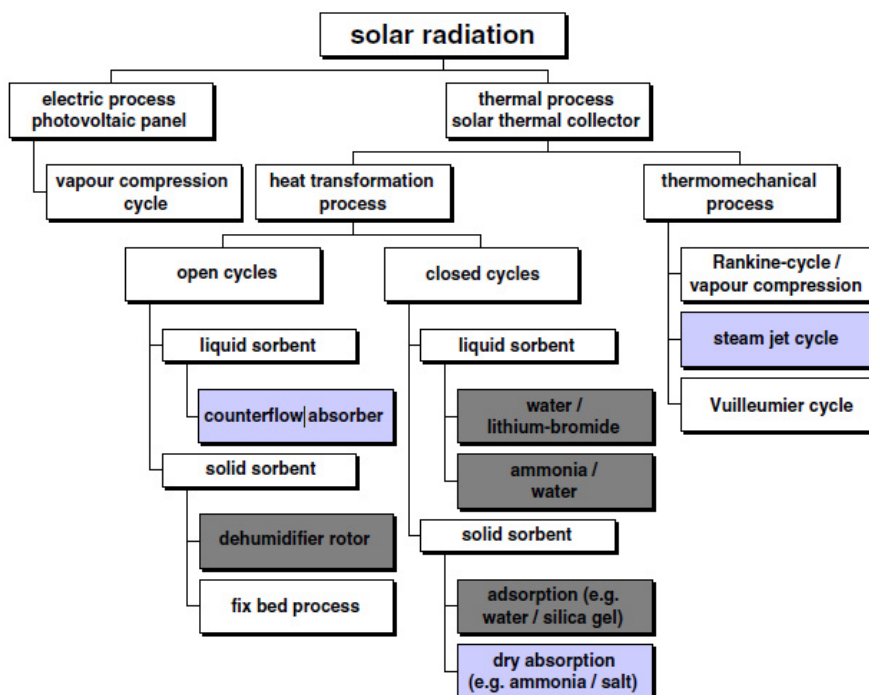 solar radiation
electric process
photovoltaic panel
thermal process
solar thermal collector
vapour compression
cycle
heat transformation
process
thermomechanical
process
open cycles
closed cycles
Rankine-cycle /
vapour compression
liquid sorbent
liquid sorbent
steam jet cycle
counterflow absorber
water /
lithium-bromide
Vuilleumier cycle
solid sorbent
ammonia /
water
dehumidifier rotor
solid sorbent
fix bed process
adsorption (e.g.
water / silica gel)
dry absorption
(e.g. ammonia / salt)